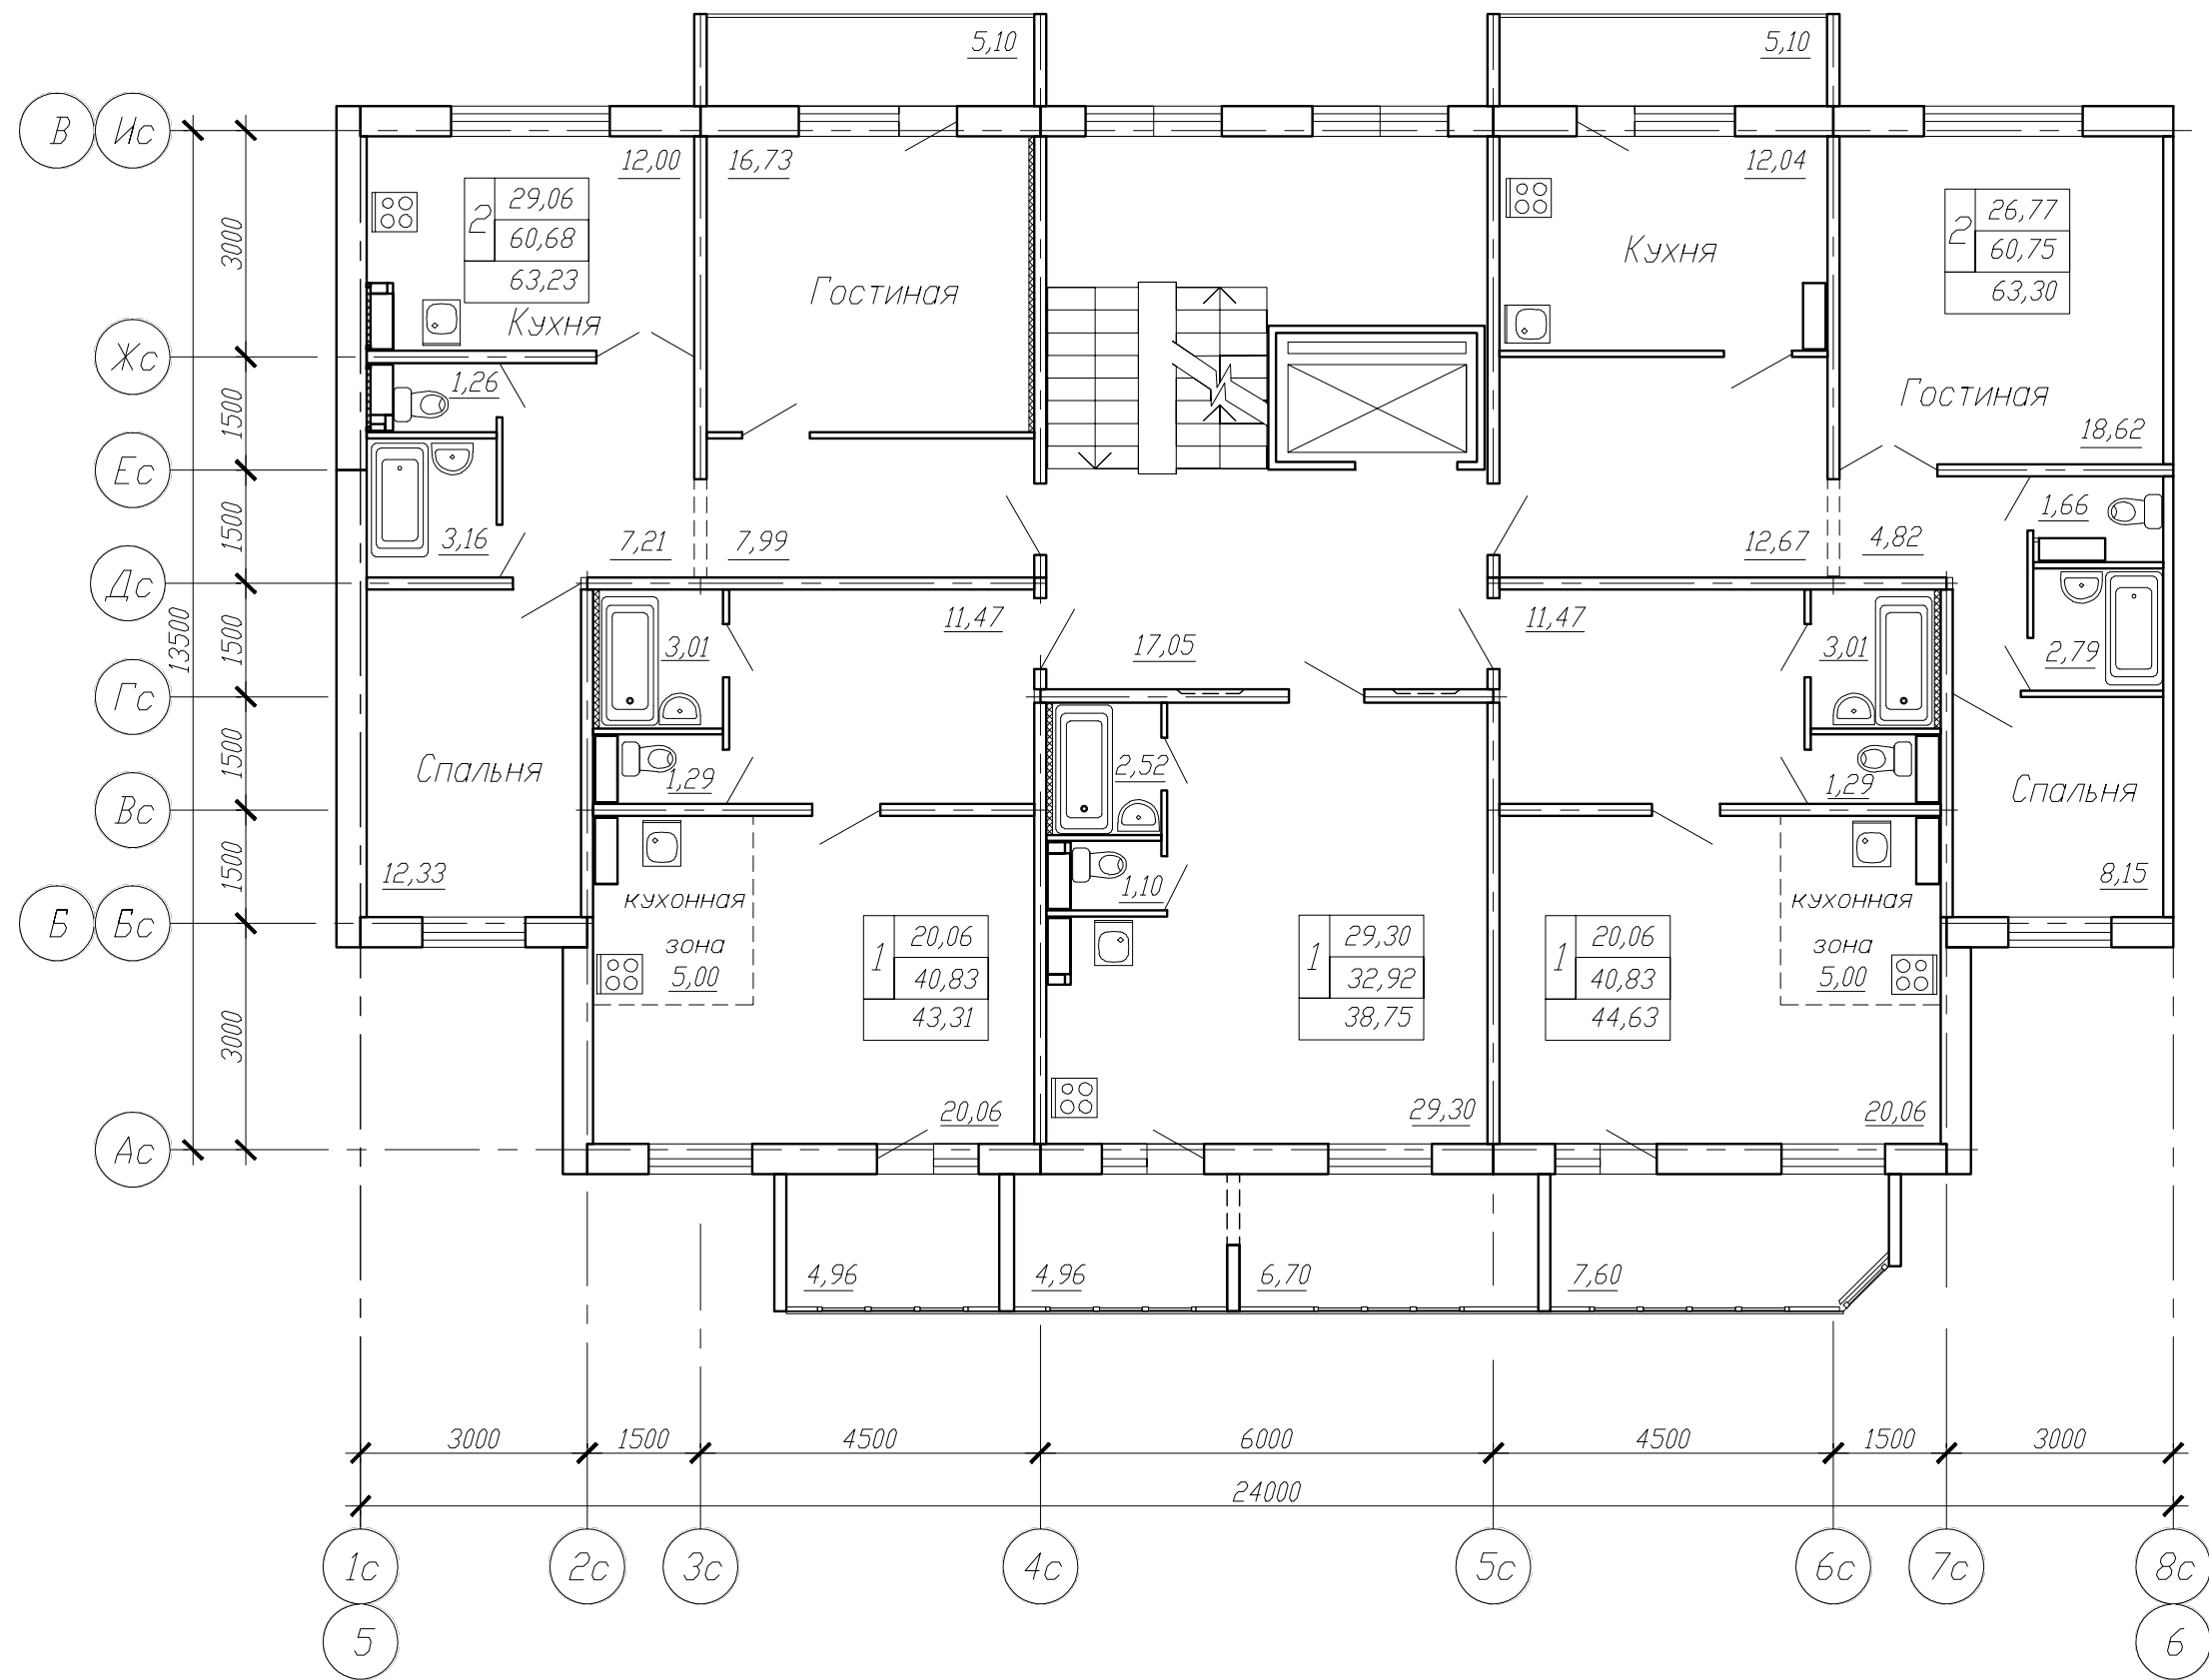 5,10
5,10
В
Ис
12,00
16,73
12,04
2
29,06
60,68
63,23
2
26,77
60,75
63,30
3000
Кухня
Гостиная
Кухня
Жс
1,26
Гостиная
1500
18,62
Ес
1500
3,16
7,21
7,99
12,67
4,82
1,66
Дс
13500
1500
3,01
11,47
17,05
11,47
3,01
2,79
Гс
1500
Спальня
1,29
2,52
1,29
Спальня
Вс
1500
12,33
1,10
8,15
Б
Бс
кухонная
зона
5,00
1
20,06
40,83
43,31
1
29,30
32,92
38,75
1
20,06
40,83
44,63
кухонная
зона
5,00
3000
20,06
29,30
20,06
Ас
4,96
4,96
6,70
7,60
3000
1500
4500
6000
4500
1500
3000
24000
1с
2с
3с
4с
5с
6с
7с
8с
5
6